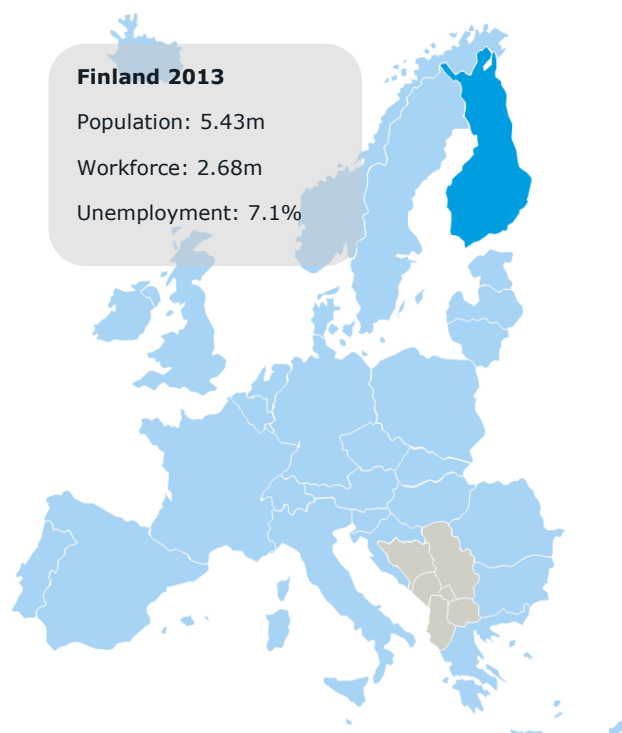 Finland 2013
Population: 5.43m
Workforce: 2.68m
Unemployment: 7.1%